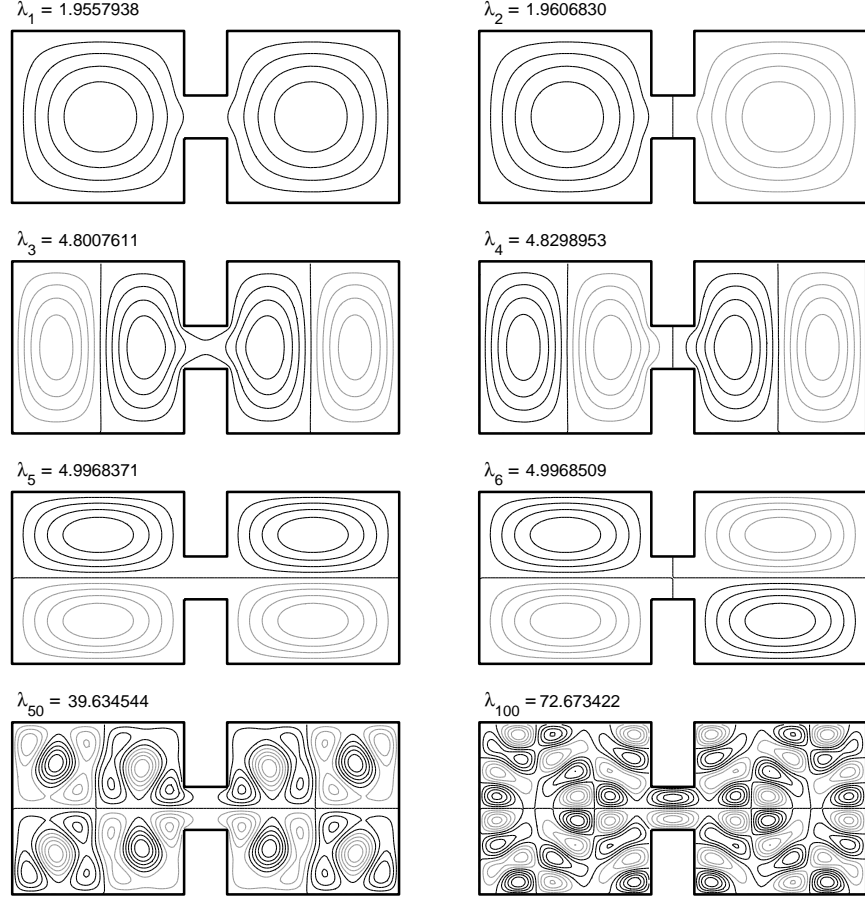 λ₁ = 1.9557938
λ₂ = 1.9606830
λ₃ = 4.8007611
λ₄ = 4.8298953
λ₅ = 4.9968371
λ₆ = 4.9968509
λ₅₀ = 39.634544
λ₁₀₀ = 72.673422